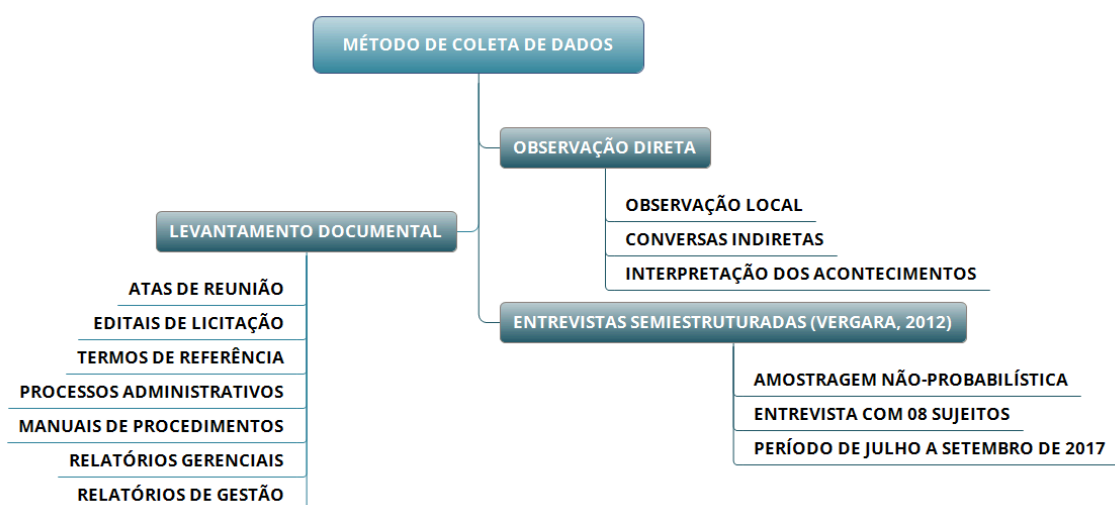 MÉTODO DE COLETA DE DADOS
OBSERVAÇÃO DIRETA
OBSERVAÇÃO LOCAL
CONVERSAS INDIRETAS
INTERPRETAÇÃO DOS ACONTECIMENTOS
LEVANTAMENTO DOCUMENTAL
ATAS DE REUNIÃO
EDITAIS DE LICITAÇÃO
TERMOS DE REFERÊNCIA
PROCESSOS ADMINISTRATIVOS
MANUAIS DE PROCEDIMENTOS
RELATÓRIOS GERENCIAIS
RELATÓRIOS DE GESTÃO
ENTREVISTAS SEMIESTRUTURADAS (VERGARA, 2012)
AMOSTRAGEM NÃO-PROBABILÍSTICA
ENTREVISTA COM 08 SUJEITOS
PERÍODO DE JULHO A SETEMBRO DE 2017